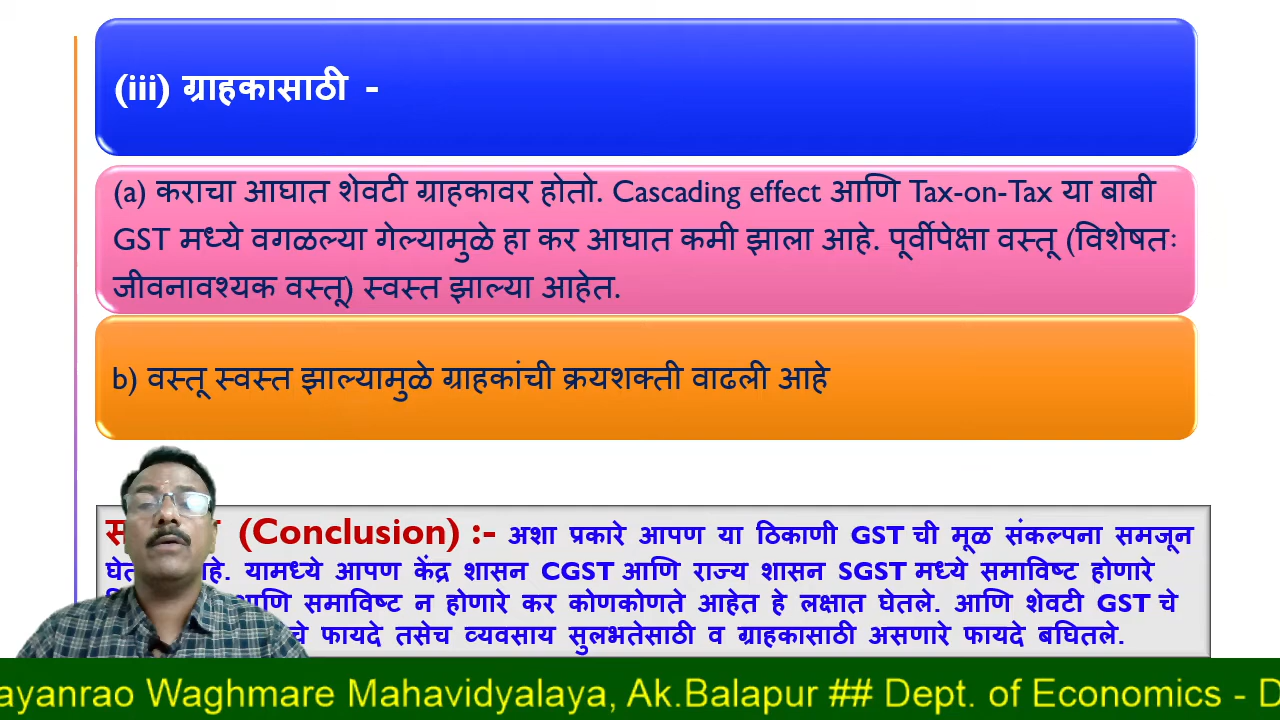 (iii) ग्राहकासाठी -
(a) कराचा आघात शेवटी ग्राहकावर होतो. Cascading effect आणि Tax-on-Tax या बाबी
GST मध्ये वगळल्या गेल्यामुळे हा कर आघात कमी झाला आहे. पूर्वीपेक्षा वस्तू (विशेषतः
जीवनावश्यक वस्तू) स्वस्त झाल्या आहेत.
b) वस्तू स्वस्त झाल्यामुळे ग्राहकांची क्रयशक्ती वाढली आहे
(Conclusion) :- अशा प्रकारे आपण या ठिकाणी GST ची मूळ संकल्पना समजून
यामध्ये आपण केंद्र शासन CGST आणि राज्य शासन SGST मध्ये समाविष्ट होणारे
आणि समाविष्ट न होणारे कर कोणकोणते आहेत हे लक्षात घेतले. आणि शेवटी GST चे
चे फायदे तसेच व्यवसाय सुलभतेसाठी व ग्राहकासाठी असणारे फायदे बघितले.
ayanrao Waghmare Mahavidyalaya, Ak.Balapur ## Dept. of Economics - D